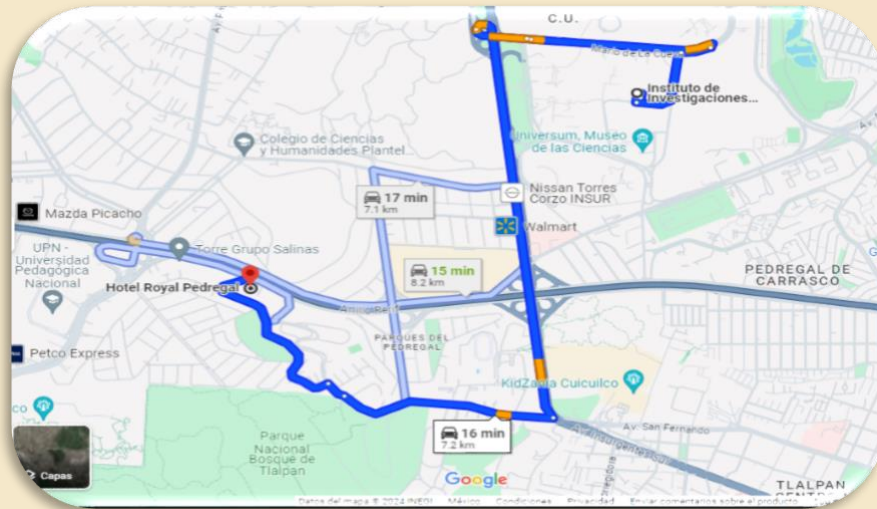 C.U.
Mario de La Cueva
Instituto de
Investigaciones...
Colegio de Ciencias
y Humanidades Plantel
Universum, Museo
de las Ciencias
17 min
7.1 km
Nissan Torres
Corzo INSUR
Walmart
Mazda Picacho
UPN -
Universidad
Pedagógica
Nacional
Torre Grupo Salinas
15 min
8.2 km
Hotel Royal Pedregal
PEDREGAL DE
CARRASCO
PARQUES DEL
PEDREGAL
Petco Express
KidZania Cuicuilco
16 min
7.2 km
Av. San Fernando
Parque
Nacional
Bosque de
Tlalpan
Capas
Google
TLALPAN
Datos del mapa © 2024 INEGI México Condiciones Privacidad Enviar comentarios sobre el producto